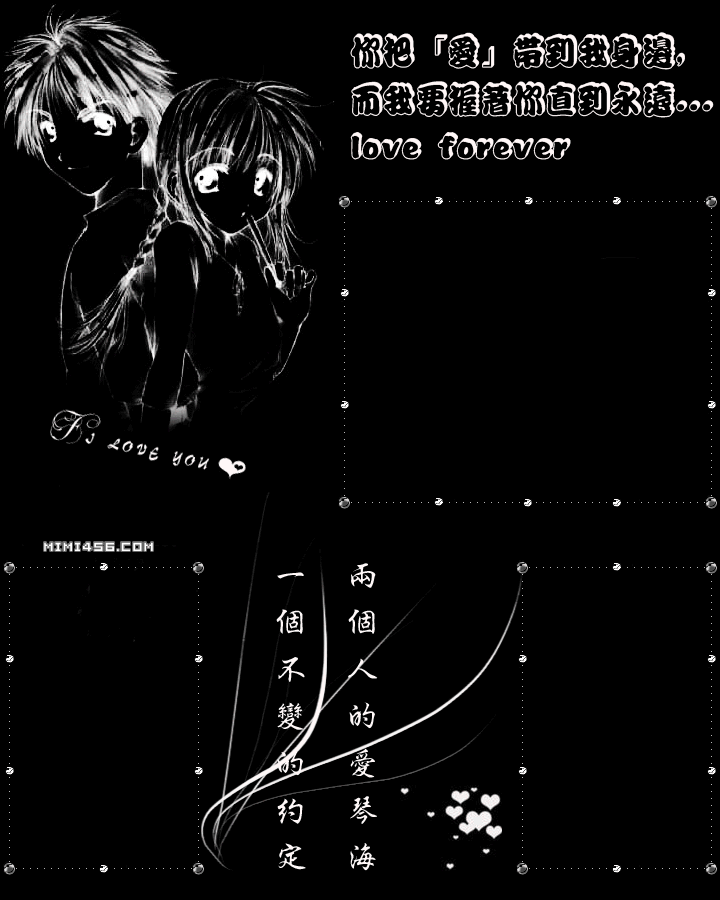 你把「愛」帶到我身邊,
而我要握著你直到永遠...
love forever
I LOVE YOU
MIMI456.COM
兩個人的愛琴海
一個不變的約定